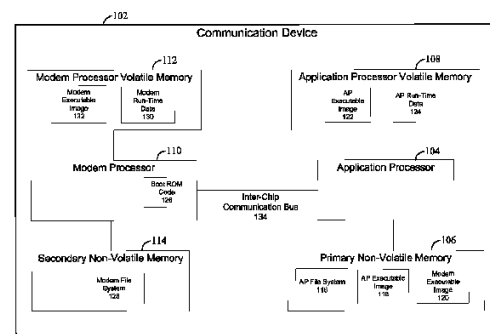 102
Communication Device
112
Modem Processor Volatile Memory
Modem
Executable
Image
132
Modem
Run-Time
Data
130
108
Application Processor Volatile Memory
AP
Executable
Image
122
AP Run-Time
Data
124
110
Modem Processor
Boot ROM
Code
126
Inter-Chip
Communication Bus
134
104
Application Processor
114
Secondary Non-Volatile Memory
Modem File
System
128
106
Primary Non-Volatile Memory
AP File System
116
AP Executable
Image
118
Modem
Executable
Image
120